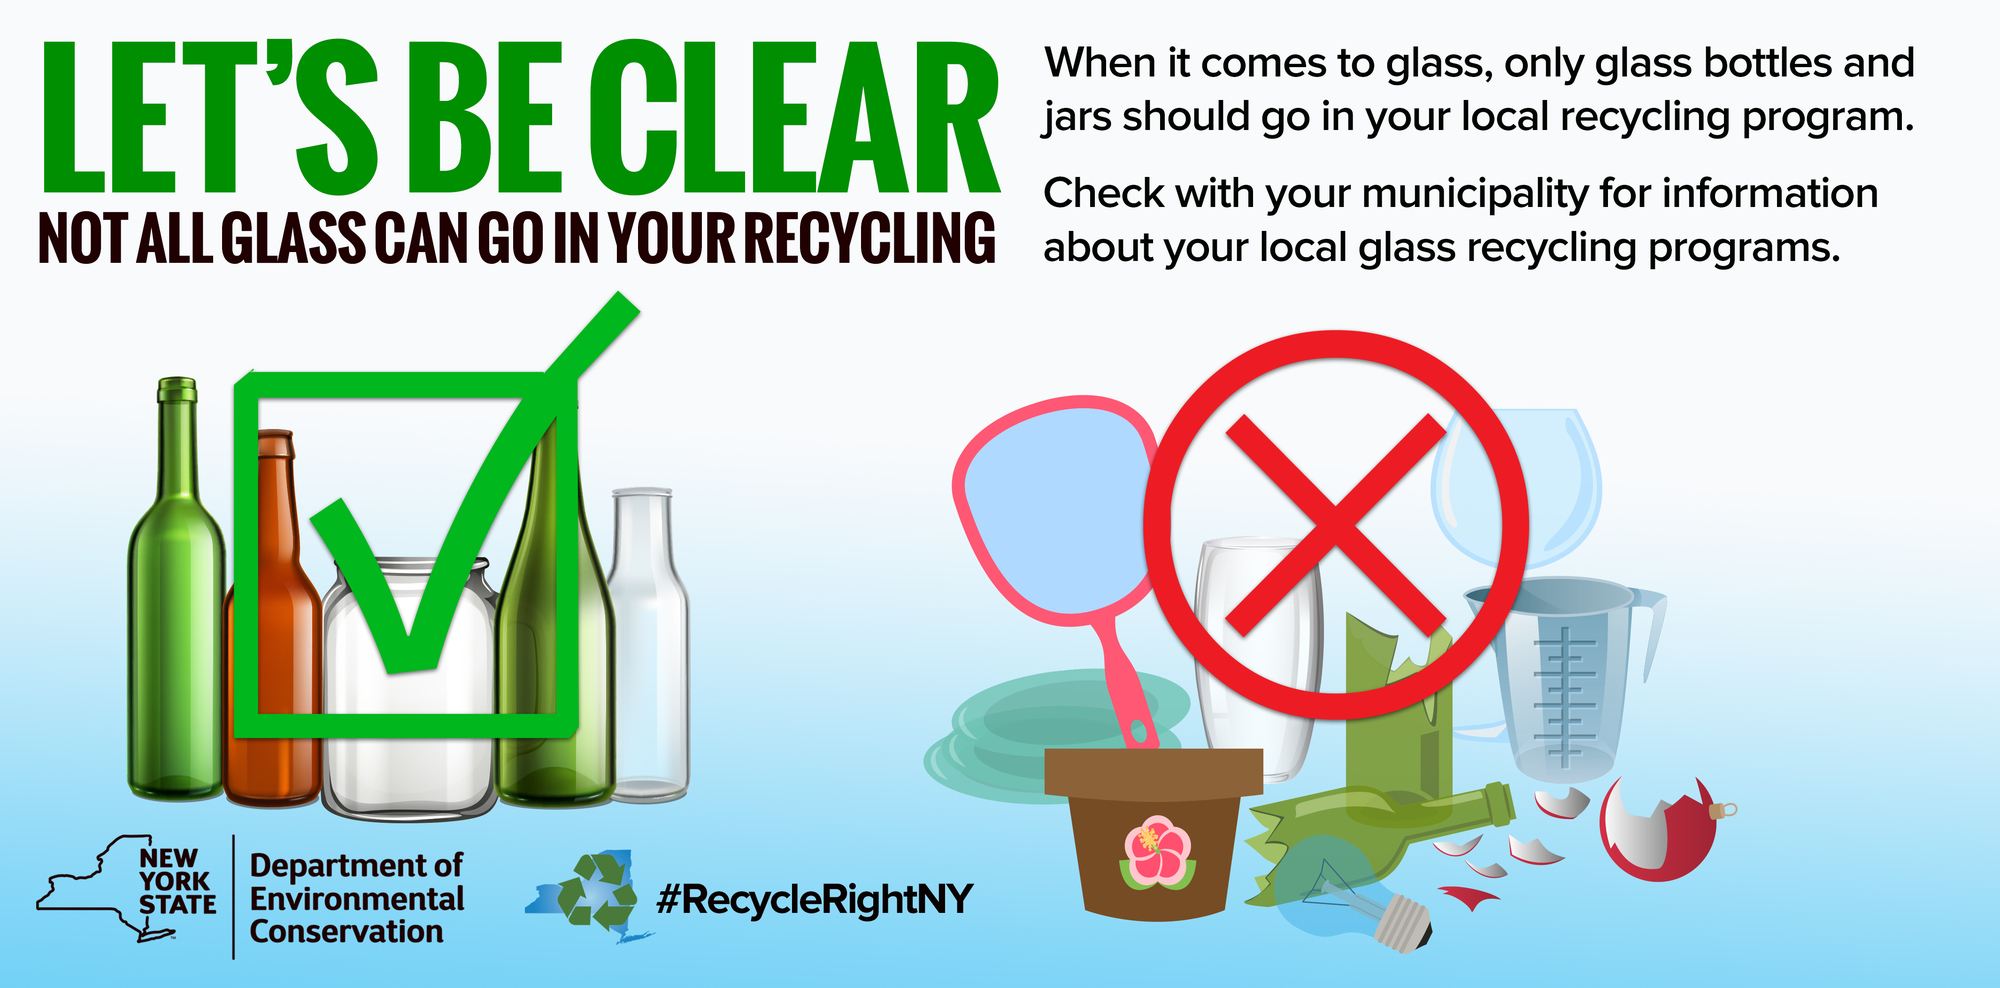 LET'S BE CLEAR
NOT ALL GLASS CAN GO IN YOUR RECYCLING
When it comes to glass, only glass bottles and
jars should go in your local recycling program.
Check with your municipality for information
about your local glass recycling programs.
NEW
YORK
STATE
Department of
Environmental
Conservation
#RecycleRightNY